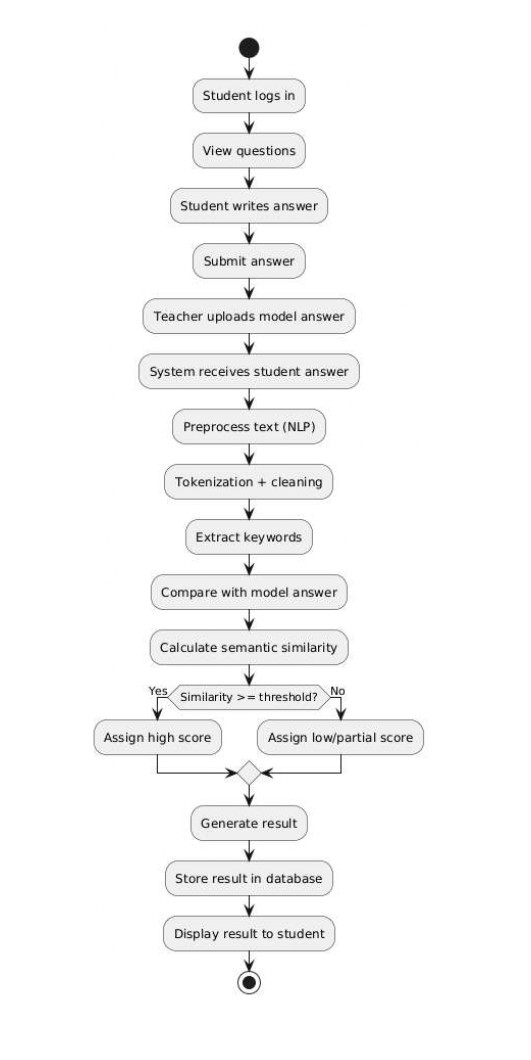 Student logs in
View questions
Student writes answer
Submit answer
Teacher uploads model answer
System receives student answer
Preprocess text (NLP)
Tokenization + cleaning
Extract keywords
Compare with model answer
Calculate semantic similarity
Yes
Similarity >= threshold?
No
Assign high score
Assign low/partial score
Generate result
Store result in database
Display result to student